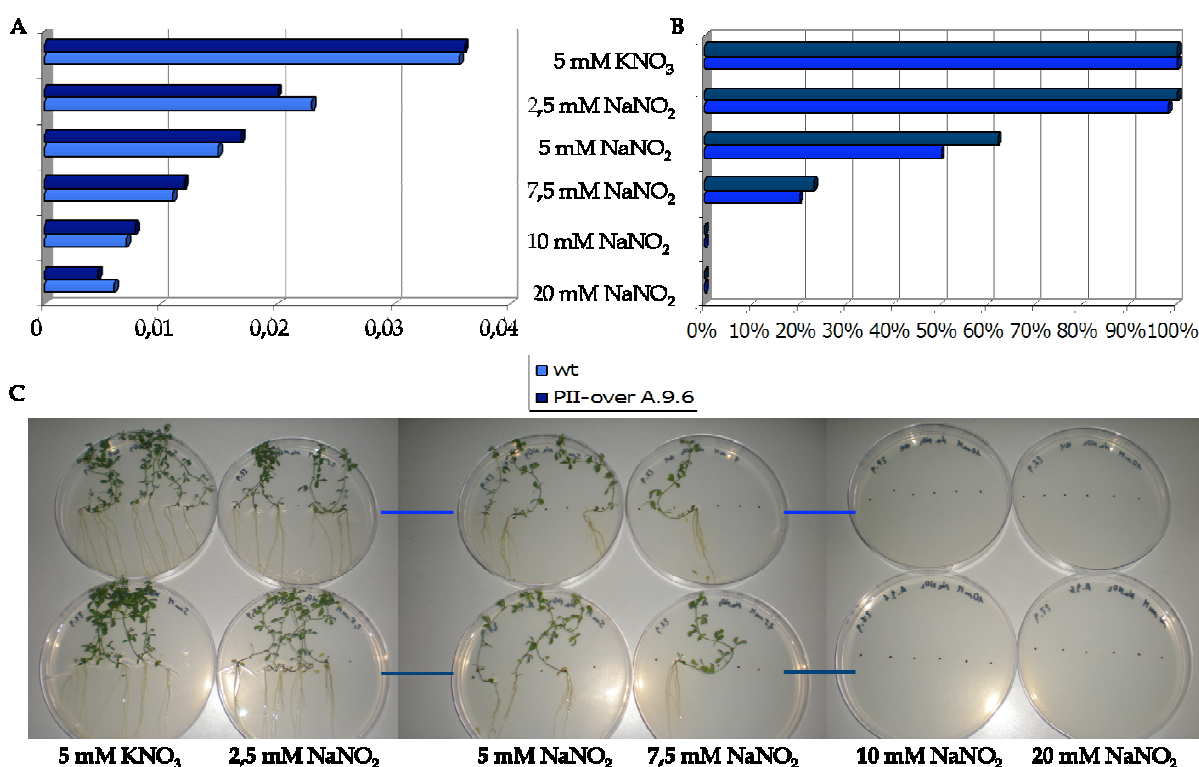 A
B
5 mM KNO₃
2,5 mM NaNO₂
5 mM NaNO₂
7,5 mM NaNO₂
10 mM NaNO₂
20 mM NaNO₂
0 0,01 0,02 0,03 0,04
0% 10% 20% 30% 40% 50% 60% 70% 80% 90% 100%
wt
PII-over A.9.6
C
5 mM KNO₃ 2,5 mM NaNO₂ 5 mM NaNO₂ 7,5 mM NaNO₂ 10 mM NaNO₂ 20 mM NaNO₂